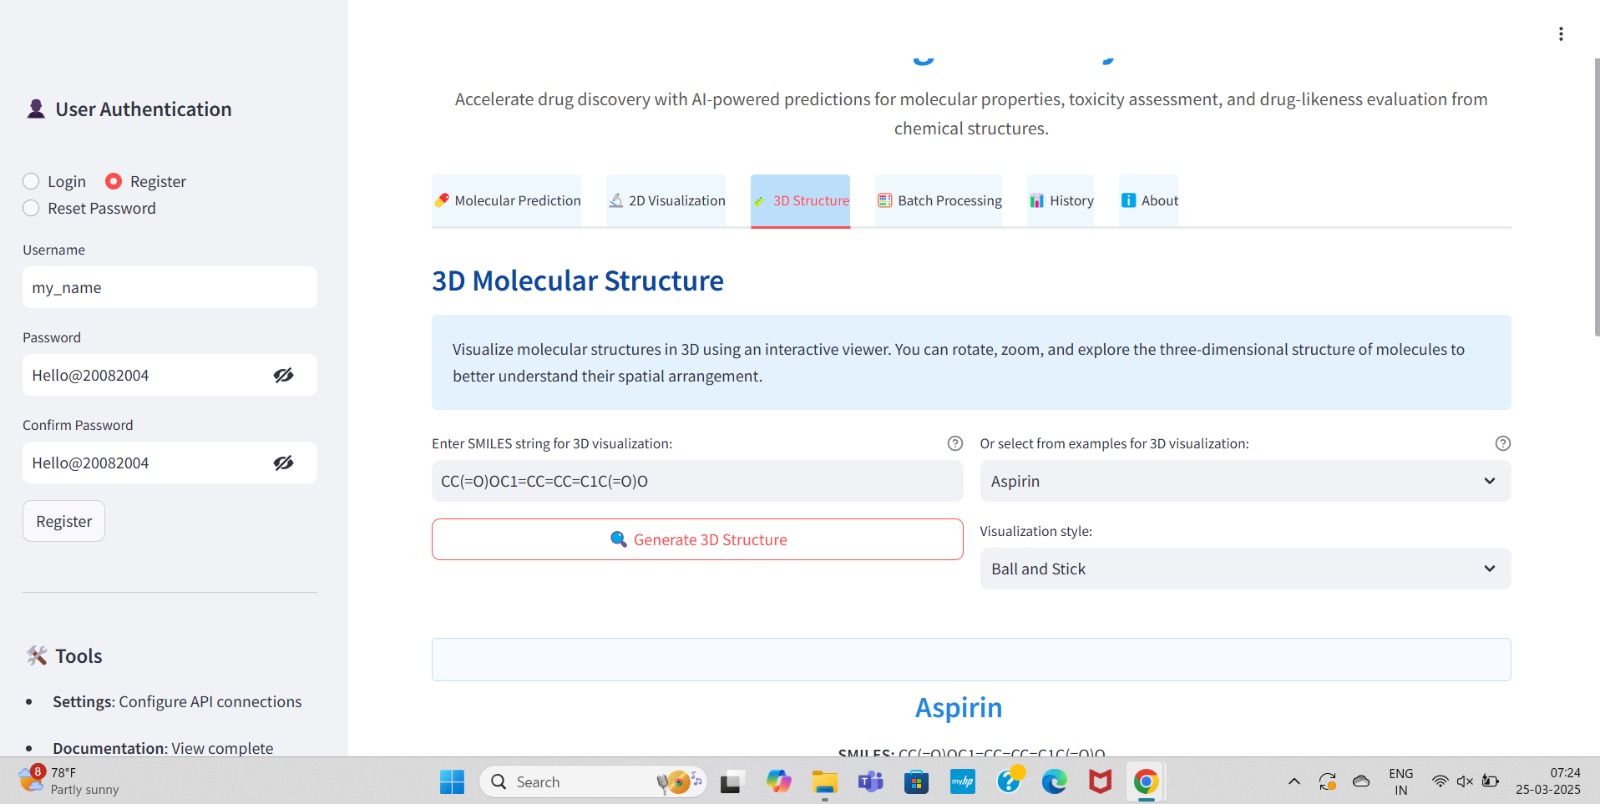 User Authentication
Login
Register
Reset Password
Username
my_name
Password
Hello@20082004
Confirm Password
Hello@20082004
Register
Tools
Settings: Configure API connections
Documentation: View complete
Accelerate drug discovery with AI-powered predictions for molecular properties, toxicity assessment, and drug-likeness evaluation from
chemical structures.
Molecular Prediction
2D Visualization
3D Structure
Batch Processing
History
About
3D Molecular Structure
Visualize molecular structures in 3D using an interactive viewer. You can rotate, zoom, and explore the three-dimensional structure of molecules to
better understand their spatial arrangement.
Enter SMILES string for 3D visualization:
CC(=O)OC1=CC=CC=C1C(=O)O
Generate 3D Structure
Or select from examples for 3D visualization:
Aspirin
Visualization style:
Ball and Stick
Aspirin
SMILES: CC(=O)OC1=CC=CC=C1C(=O)O
8
78°F
Partly sunny
Search
myhp
ENG
IN
07:24
25-03-2025